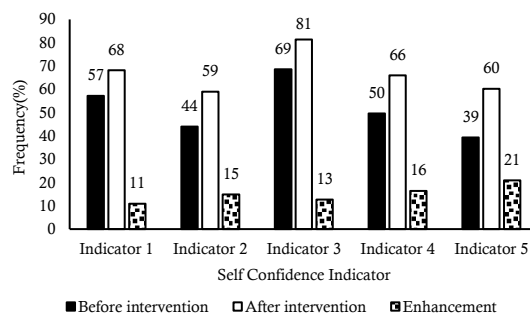 Frequency(%)
90
80
70
60
50
40
30
20
10
0
57 68 11
44 59 15
69 81 13
50 66 16
39 60 21
Indicator 1 Indicator 2 Indicator 3 Indicator 4 Indicator 5
Self Confidence Indicator
Before intervention After intervention Enhancement